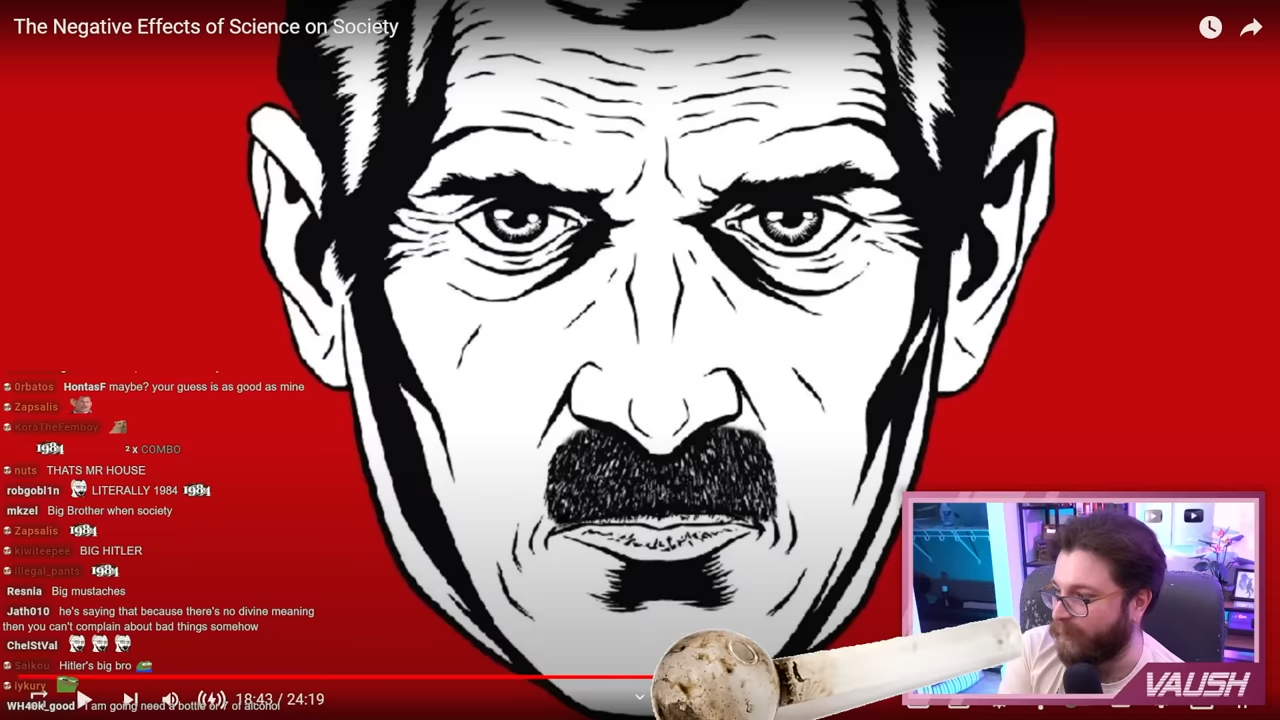 The Negative Effects of Science on Society
0rbatos HontasF maybe? your guess is as good as mine
Zapsalis
KoraTheFemboy
1984 2 x COMBO
nuts THATS MR HOUSE
robgobl1n LITERALLY 1984 1984
mkzel Big Brother when society
Zapsalis 1984
kiwiteepee BIG HITLER
illegal_pants 1984
Resnia Big mustaches
Jath010 he's saying that because there's no divine meaning
then you can't complain about bad things somehow
ChelStVal
Saikou Hitler's big bro
iykury
18:43 / 24:19
WH40k_good I am going need a bottle of alcohol
VAUSH